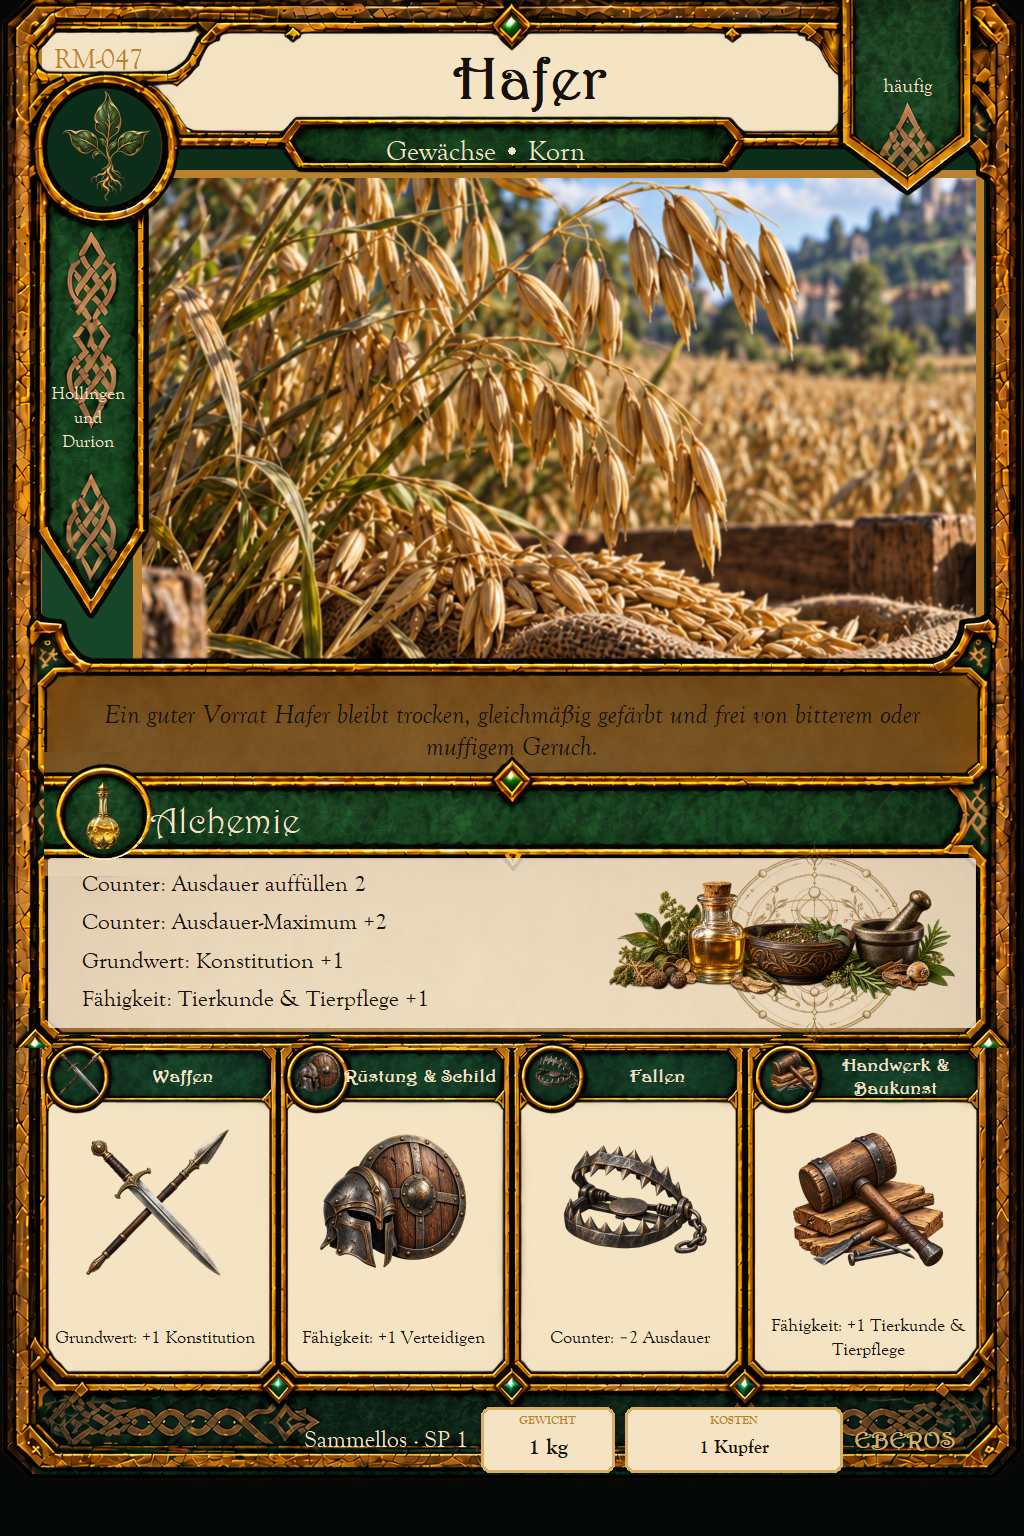 RM-047
Hafer
häufig
Gewächse • Korn
Hollingen
und
Durion
Ein guter Vorrat Hafer bleibt trocken, gleichmäßig gefärbt und frei von bitterem oder
muffigem Geruch.
Alchemie
Counter: Ausdauer auffüllen 2
Counter: Ausdauer-Maximum +2
Grundwert: Konstitution +1
Fähigkeit: Tierkunde & Tierpflege +1
Waffen
Rüstung & Schild
Fallen
Handwerk &
Baukunst
Grundwert: +1 Konstitution
Fähigkeit: +1 Verteidigen
Counter: −2 Ausdauer
Fähigkeit: +1 Tierkunde &
Tierpflege
Sammellos · SP 1
GEWICHT
1 kg
KOSTEN
1 Kupfer
EBEROS